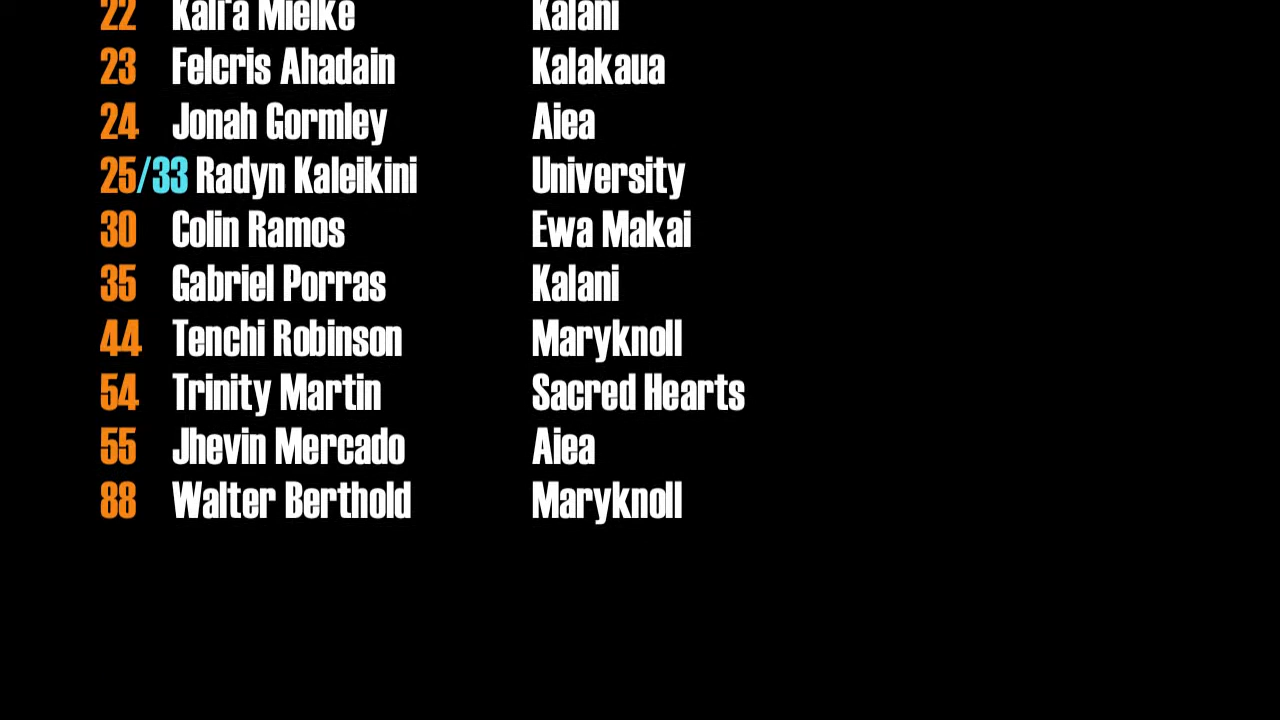 22 Mielke Kalani
23 Felcris Ahadain Kalakaua
24 Jonah Gormley Aiea
25/33 Radyn Kaleikini University
30 Colin Ramos Ewa Makai
35 Gabriel Porras Kalani
44 Tenchi Robinson Maryknoll
54 Trinity Martin Sacred Hearts
55 Jhevin Mercado Aiea
88 Walter Berthold Maryknoll